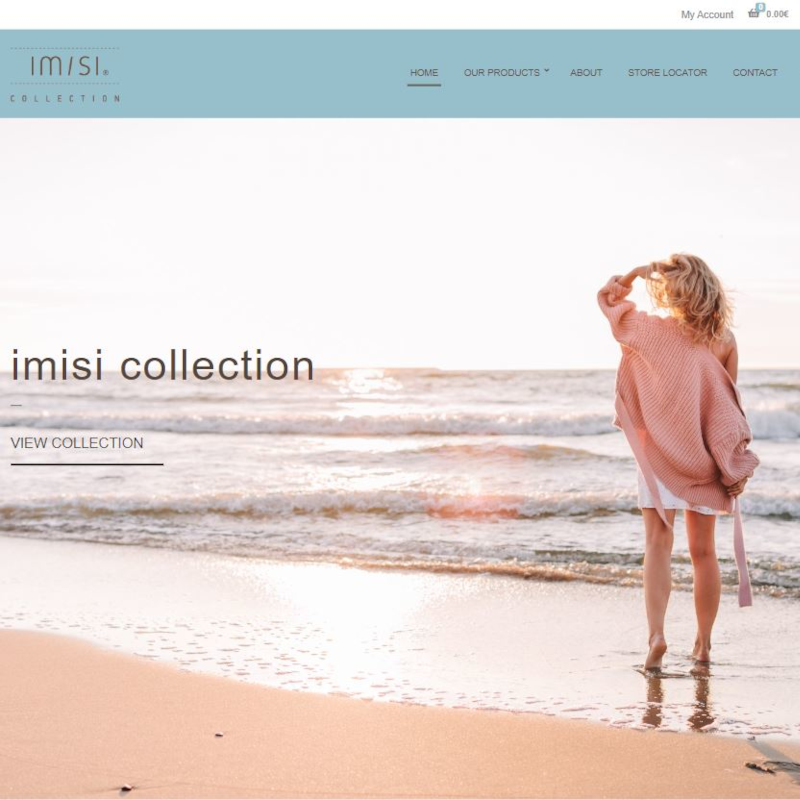 My Account 0 0.00€
IMISI®
COLLECTION
HOME OUR PRODUCTS ABOUT STORE LOCATOR CONTACT
imisi collection
VIEW COLLECTION